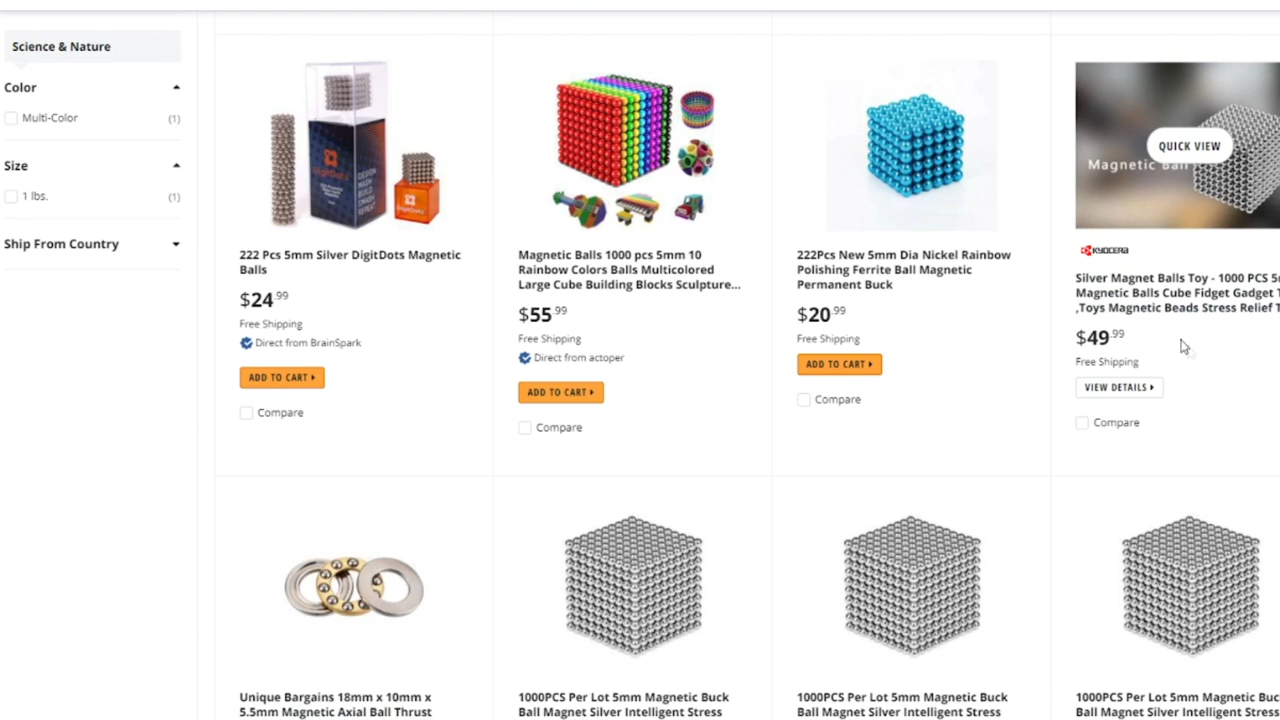 Science & Nature
Color
Multi-Color
(1)
Size
1 lbs.
(1)
Ship From Country
DigitDots
DESIGN
MASH
BUILD
SMASH
REPEAT
DigitDots
222 Pcs 5mm Silver DigitDots Magnetic
Balls
$24.99
Free Shipping
Direct from BrainSpark
ADD TO CART
Compare
Magnetic Balls 1000 pcs 5mm 10
Rainbow Colors Balls Multicolored
Large Cube Building Blocks Sculpture...
$55.99
Free Shipping
Direct from actoper
ADD TO CART
Compare
222Pcs New 5mm Dia Nickel Rainbow
Polishing Ferrite Ball Magnetic
Permanent Buck
$20.99
Free Shipping
ADD TO CART
Compare
QUICK VIEW
Magnetic Ball
KYOCERA
Silver Magnet Balls Toy - 1000 PCS
Magnetic Balls Cube Fidget Gadget
,Toys Magnetic Beads Stress Relief
$49.99
Free Shipping
VIEW DETAILS
Compare
Unique Bargains 18mm x 10mm x
5.5mm Magnetic Axial Ball Thrust
1000PCS Per Lot 5mm Magnetic Buck
Ball Magnet Silver Intelligent Stress
1000PCS Per Lot 5mm Magnetic Buck
Ball Magnet Silver Intelligent Stress
1000PCS Per Lot 5mm Magnetic
Ball Magnet Silver Intelligent Stress